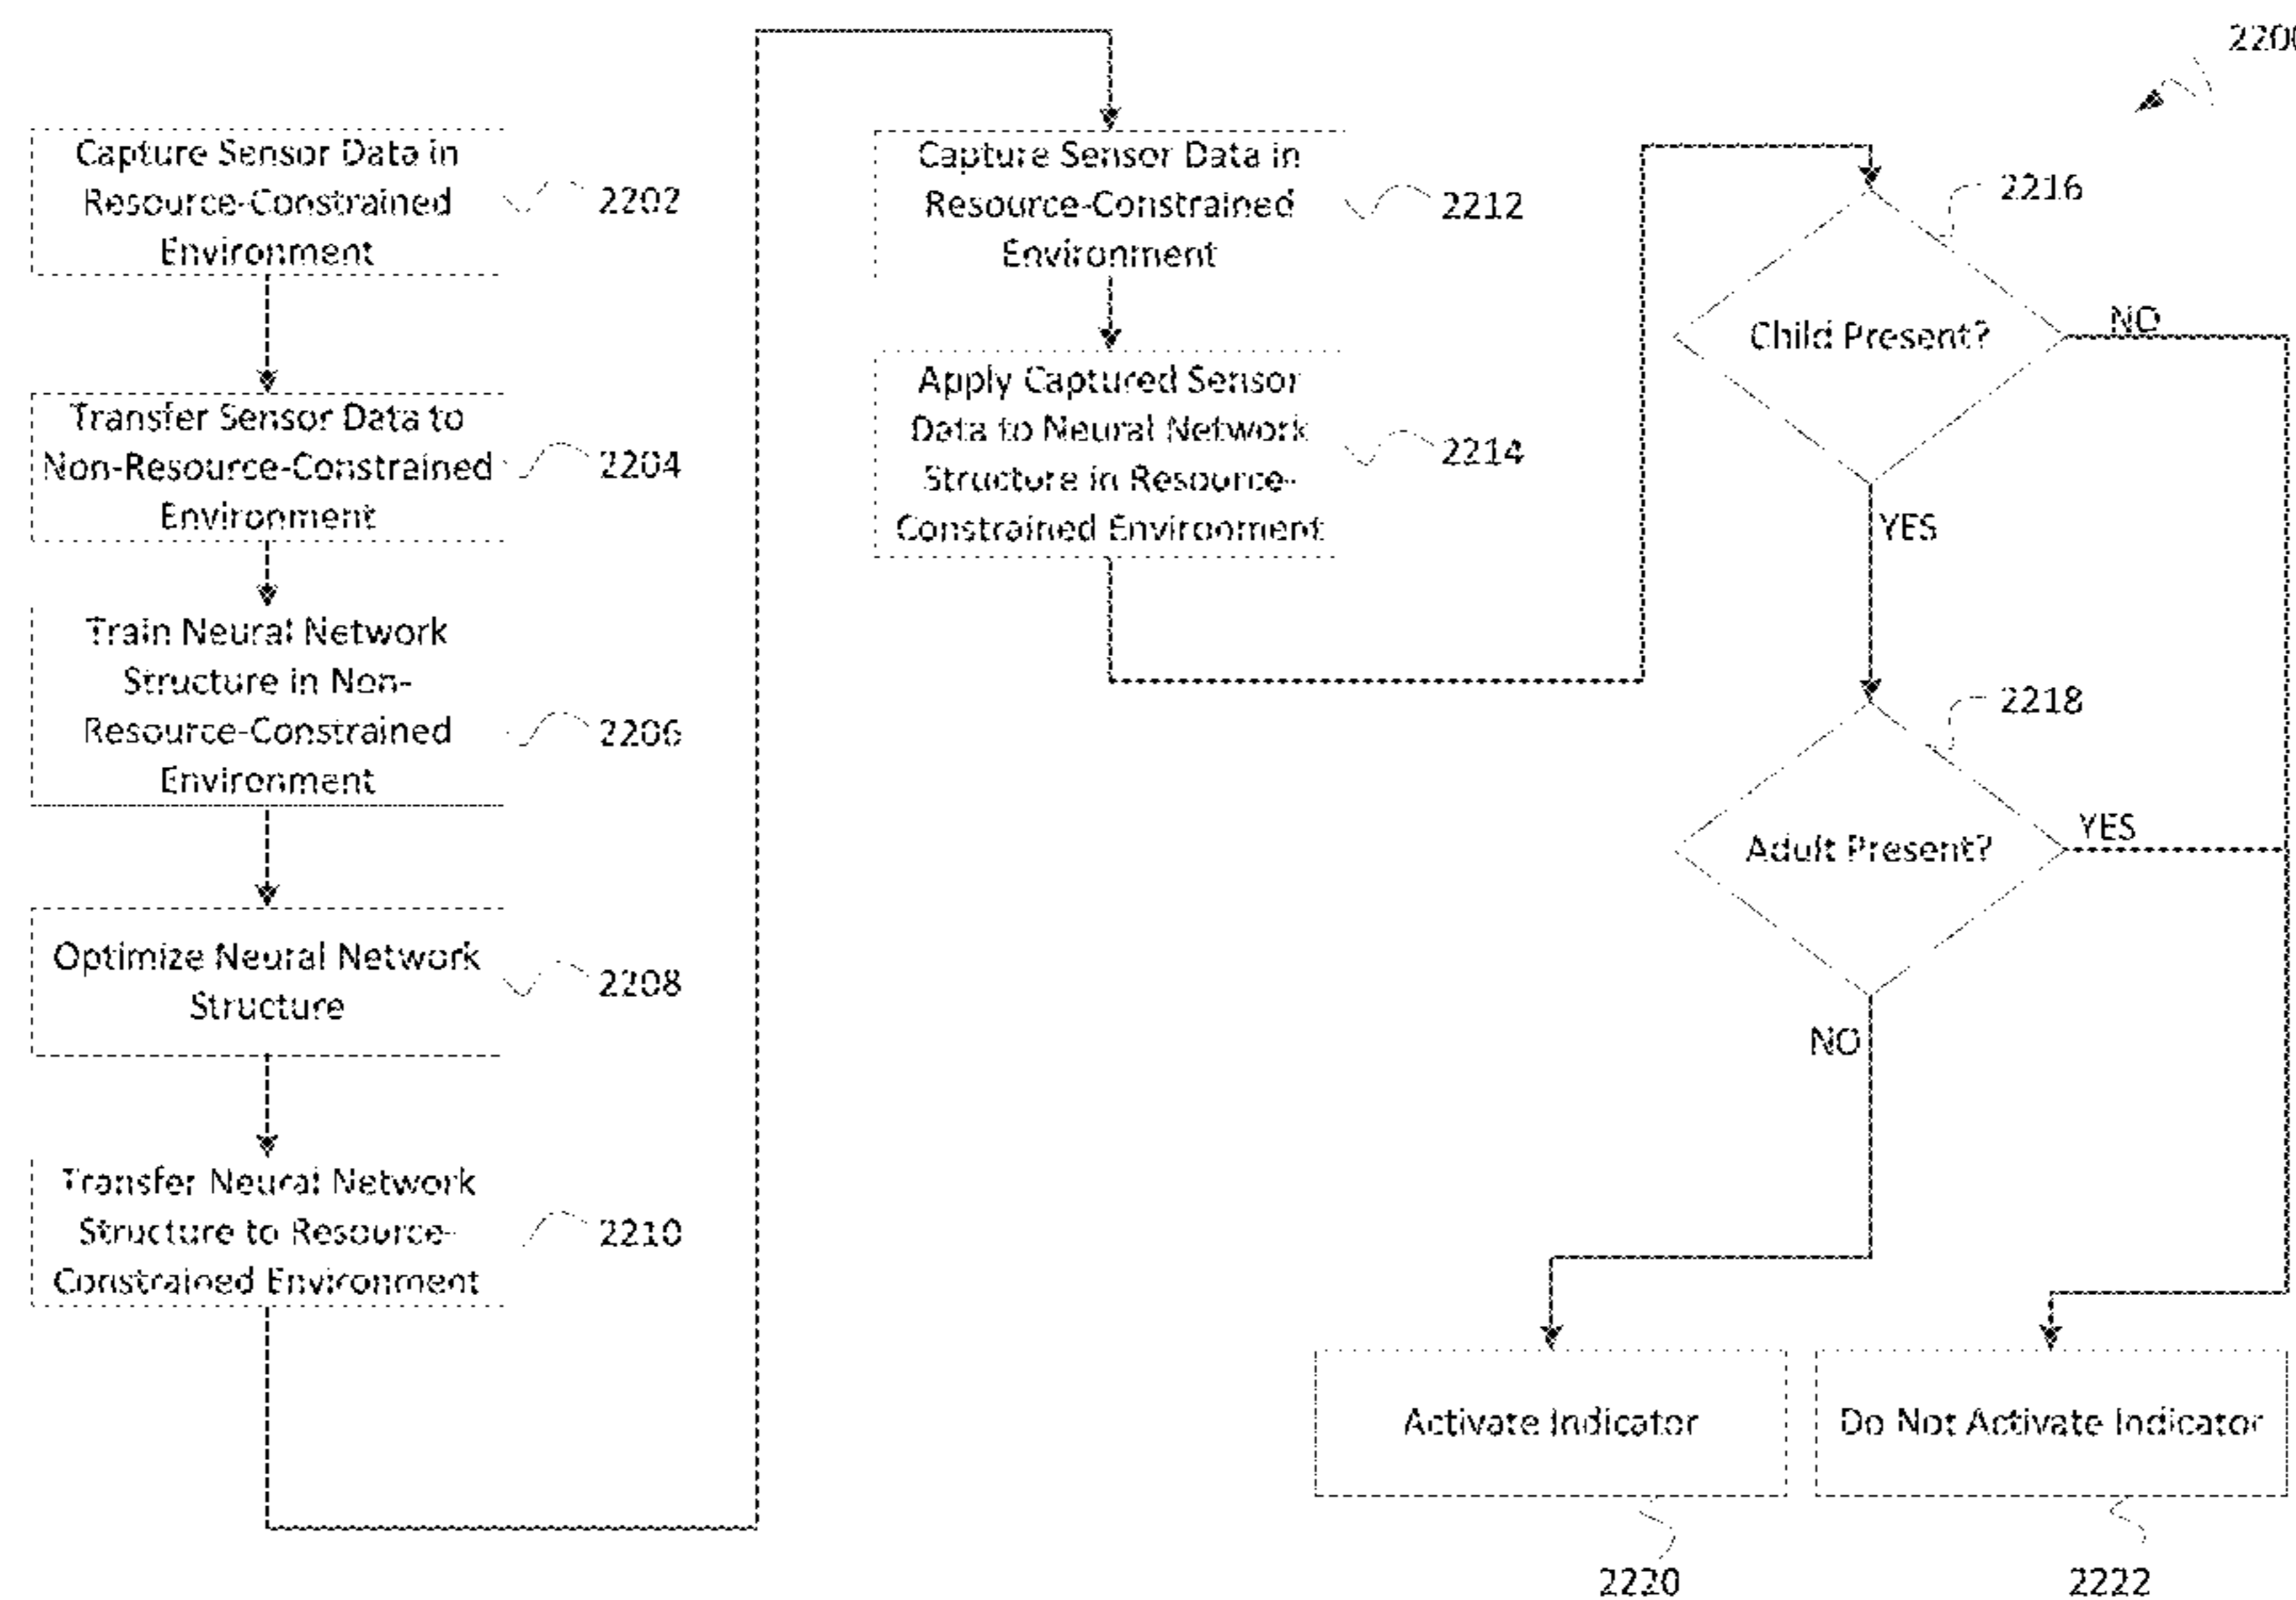 2200
Capture Sensor Data in
Resource-Constrained
Environment
2202
Transfer Sensor Data to
Non-Resource-Constrained
Environment
2204
Train Neural Network
Structure in Non-
Resource-Constrained
Environment
2206
Optimize Neural Network
Structure
2208
Transfer Neural Network
Structure to Resource-
Constrained Environment
2210
Capture Sensor Data in
Resource-Constrained
Environment
2212
Apply Captured Sensor
Data to Neural Network
Structure in Resource-
Constrained Environment
2214
2216
Child Present?
NO
YES
2218
Adult Present?
YES
NO
Activate Indicator
2220
Do Not Activate Indicator
2222